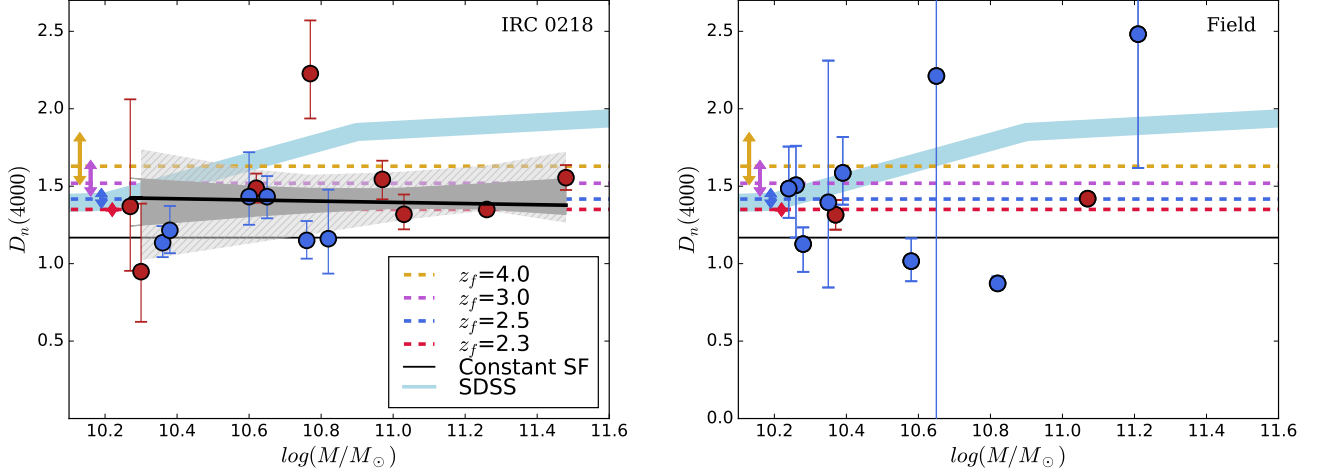 IRC 0218
2.5
2.0
1.5
1.0
0.5
D_n(4000)
z_f=4.0
z_f=3.0
z_f=2.5
z_f=2.3
Constant SF
SDSS
10.2 10.4 10.6 10.8 11.0 11.2 11.4 11.6
log(M/M_⊙)
Field
2.5
2.0
1.5
1.0
0.5
0.0
D_n(4000)
10.2 10.4 10.6 10.8 11.0 11.2 11.4 11.6
log(M/M_⊙)